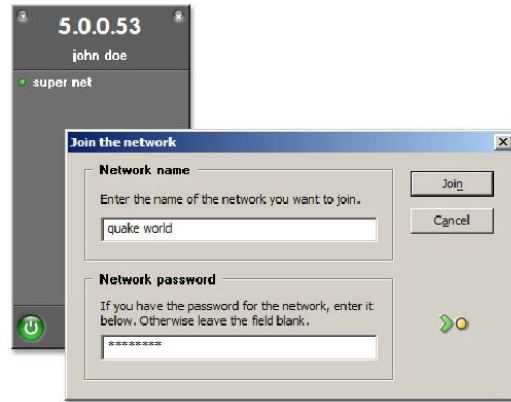 5.0.0.53
john doe
super net
Join the network
Network name
Enter the name of the network you want to join.
quake world
Join
Cancel
Network password
If you have the password for the network, enter it
below. Otherwise leave the field blank.
********